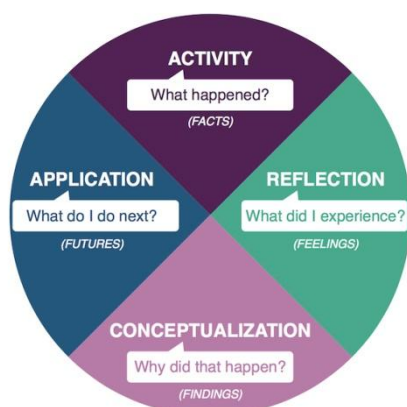 ACTIVITY
What happened?
(FACTS)
APPLICATION
What do I do next?
(FUTURES)
REFLECTION
What did I experience?
(FEELINGS)
CONCEPTUALIZATION
Why did that happen?
(FINDINGS)